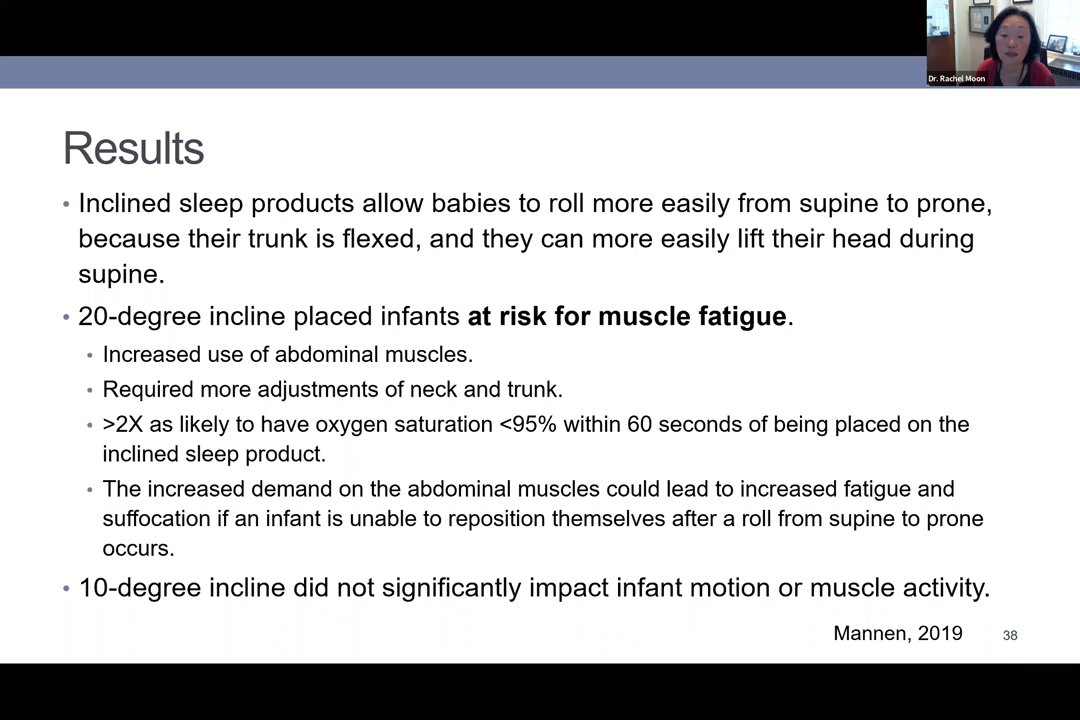 Dr. Rachel Moon
Results
• Inclined sleep products allow babies to roll more easily from supine to prone,
because their trunk is flexed, and they can more easily lift their head during
supine.
• 20-degree incline placed infants at risk for muscle fatigue.
• Increased use of abdominal muscles.
• Required more adjustments of neck and trunk.
• >2X as likely to have oxygen saturation <95% within 60 seconds of being placed on the
inclined sleep product.
• The increased demand on the abdominal muscles could lead to increased fatigue and
suffocation if an infant is unable to reposition themselves after a roll from supine to prone
occurs.
• 10-degree incline did not significantly impact infant motion or muscle activity.
Mannen, 2019
38